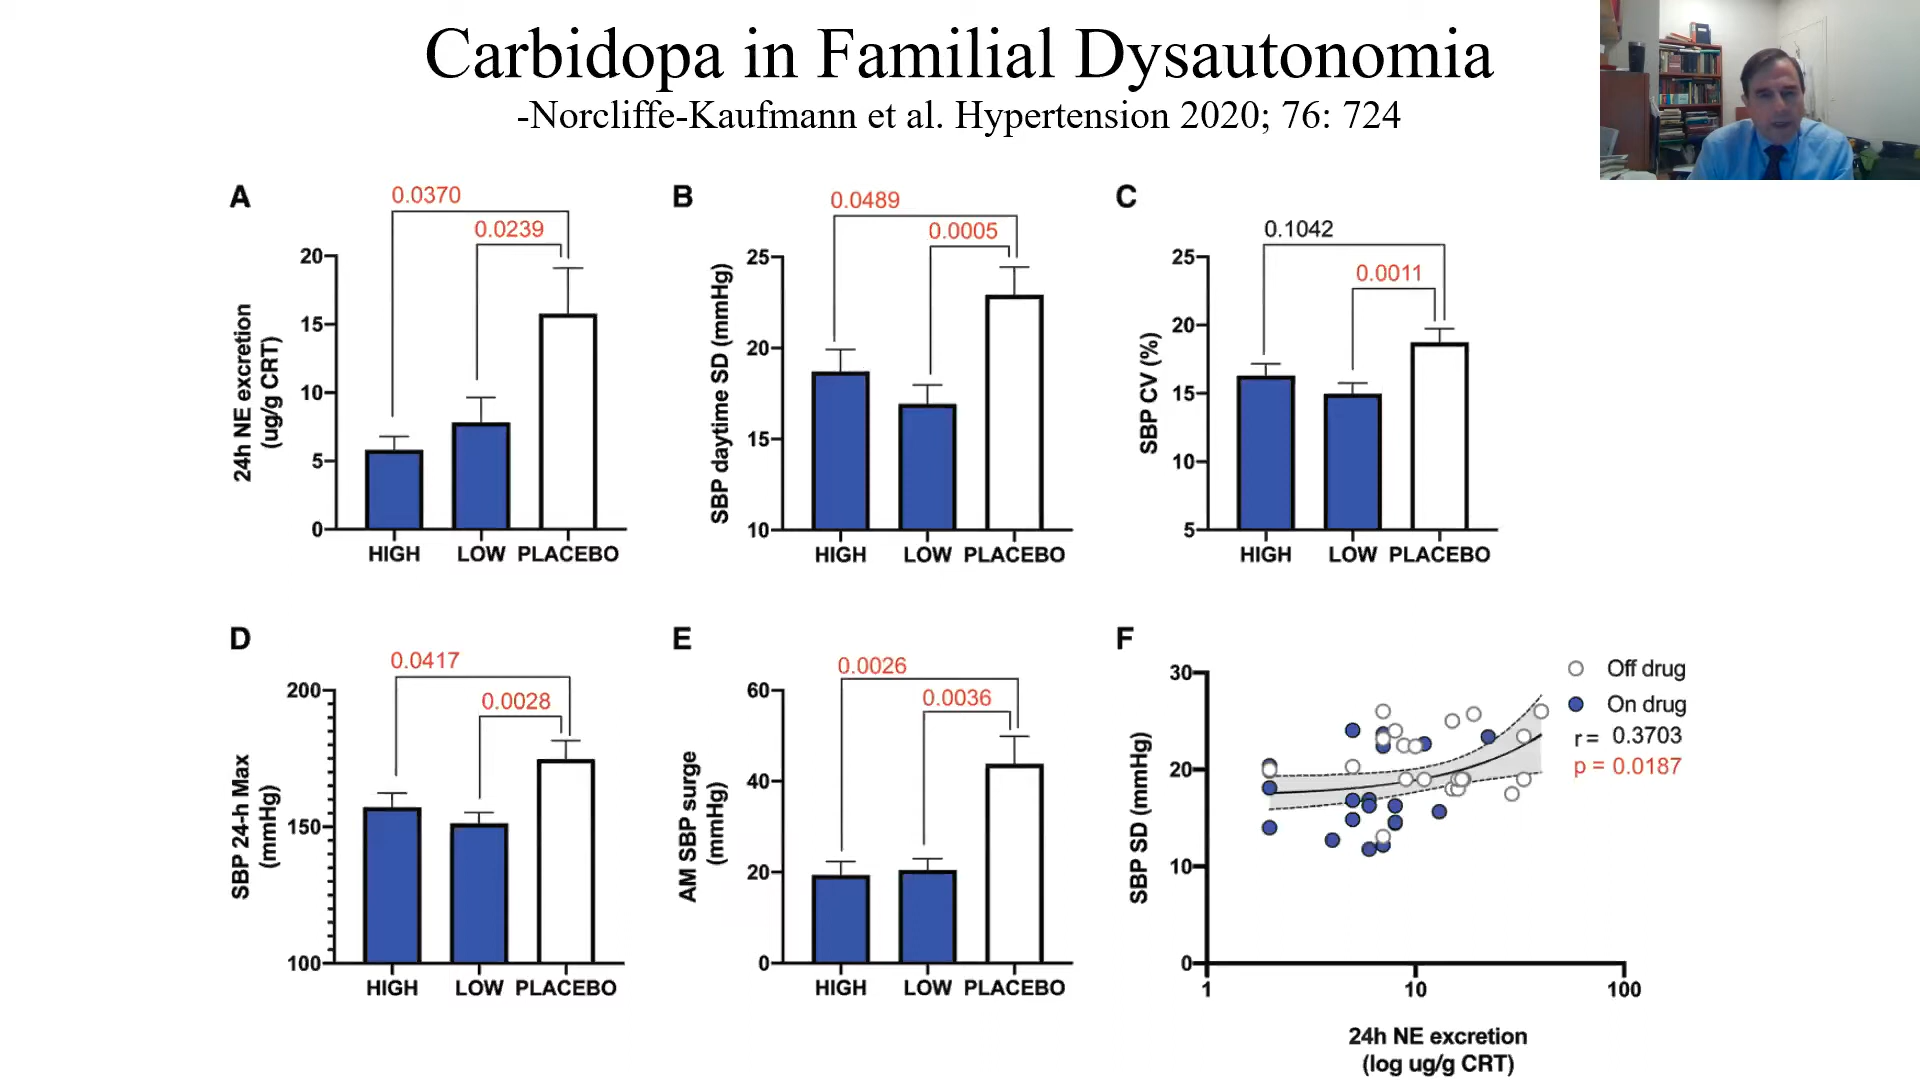 Carbidopa in Familial Dysautonomia
-Norcliffe-Kaufmann et al. Hypertension 2020; 76: 724
A
0.0370
0.0239
20
15
10
5
0
24h NE excretion
(ug/g CRT)
HIGH LOW PLACEBO
B
0.0489
0.0005
25
20
15
10
SBP daytime SD (mmHg)
HIGH LOW PLACEBO
C
0.1042
0.0011
25
20
15
10
5
SBP CV (%)
HIGH LOW PLACEBO
D
0.0417
0.0028
200
150
100
SBP 24-h Max
(mmHg)
HIGH LOW PLACEBO
E
0.0026
0.0036
60
40
20
0
AM SBP surge
(mmHg)
HIGH LOW PLACEBO
F
30
20
10
0
SBP SD (mmHg)
Off drug
On drug
r = 0.3703
p = 0.0187
1 10 100
24h NE excretion
(log ug/g CRT)